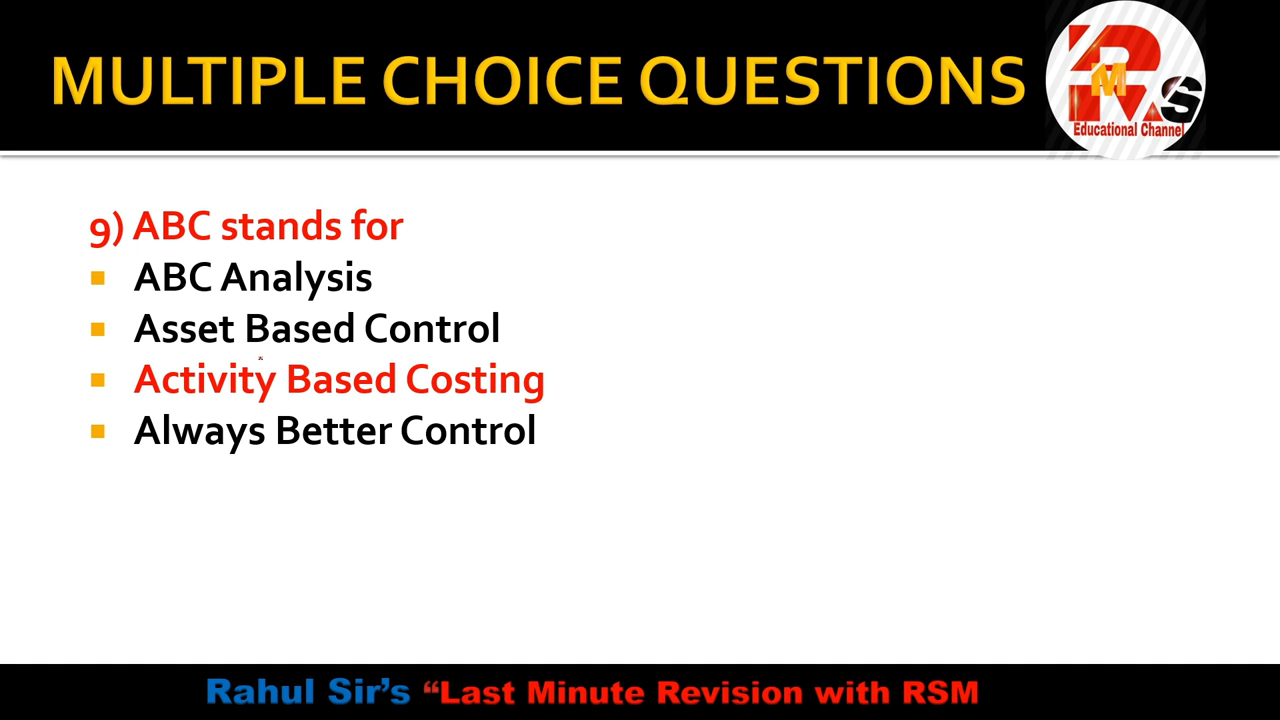 MULTIPLE CHOICE QUESTIONS
RMS
Educational Channel
9) ABC stands for
ABC Analysis
Asset Based Control
Activity Based Costing
Always Better Control
Rahul Sir's "Last Minute Revision with RSM